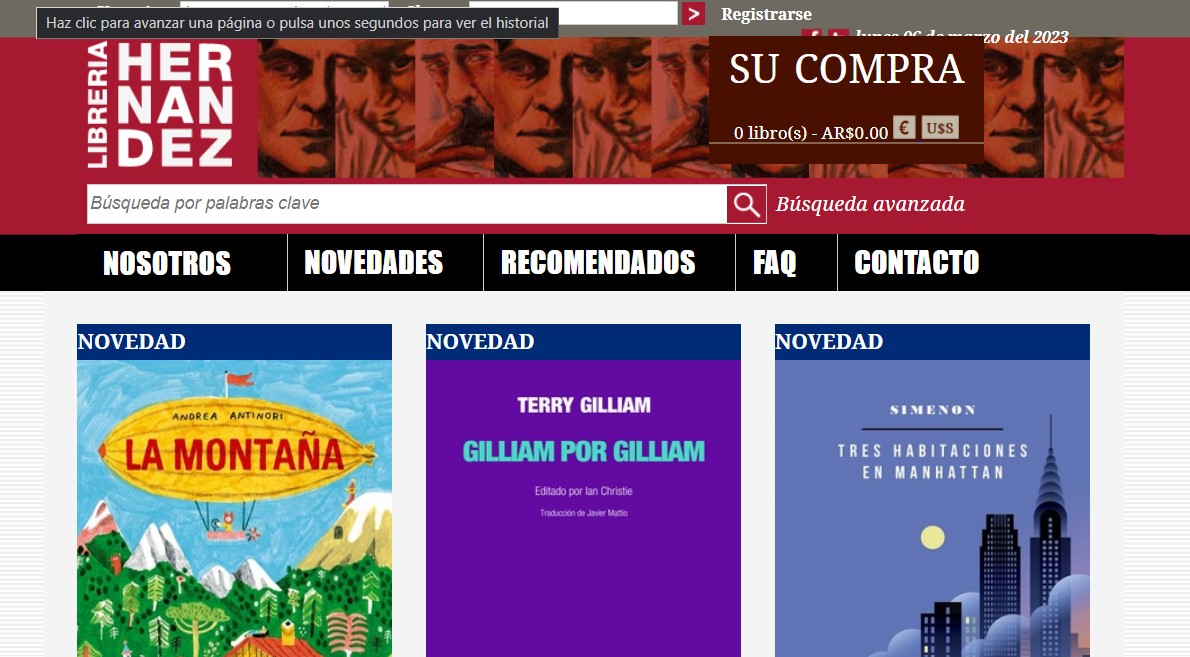 Haz clic para avanzar una página o pulsa unos segundos para ver el historial
Registrarse
lunes 06 de marzo del 2023
LIBRERIA
HER
NAN
DEZ
SU COMPRA
0 libro(s) - AR$0.00 € U$S
Búsqueda por palabras clave
Búsqueda avanzada
NOSOTROS
NOVEDADES
RECOMENDADOS
FAQ
CONTACTO
NOVEDAD
ANDREA ANTINORI
LA MONTAÑA
NOVEDAD
TERRY GILLIAM
GILLIAM POR GILLIAM
Editado por Ian Christie
Traducción de Javier Mattio
NOVEDAD
SIMENON
TRES HABITACIONES
EN MANHATTAN